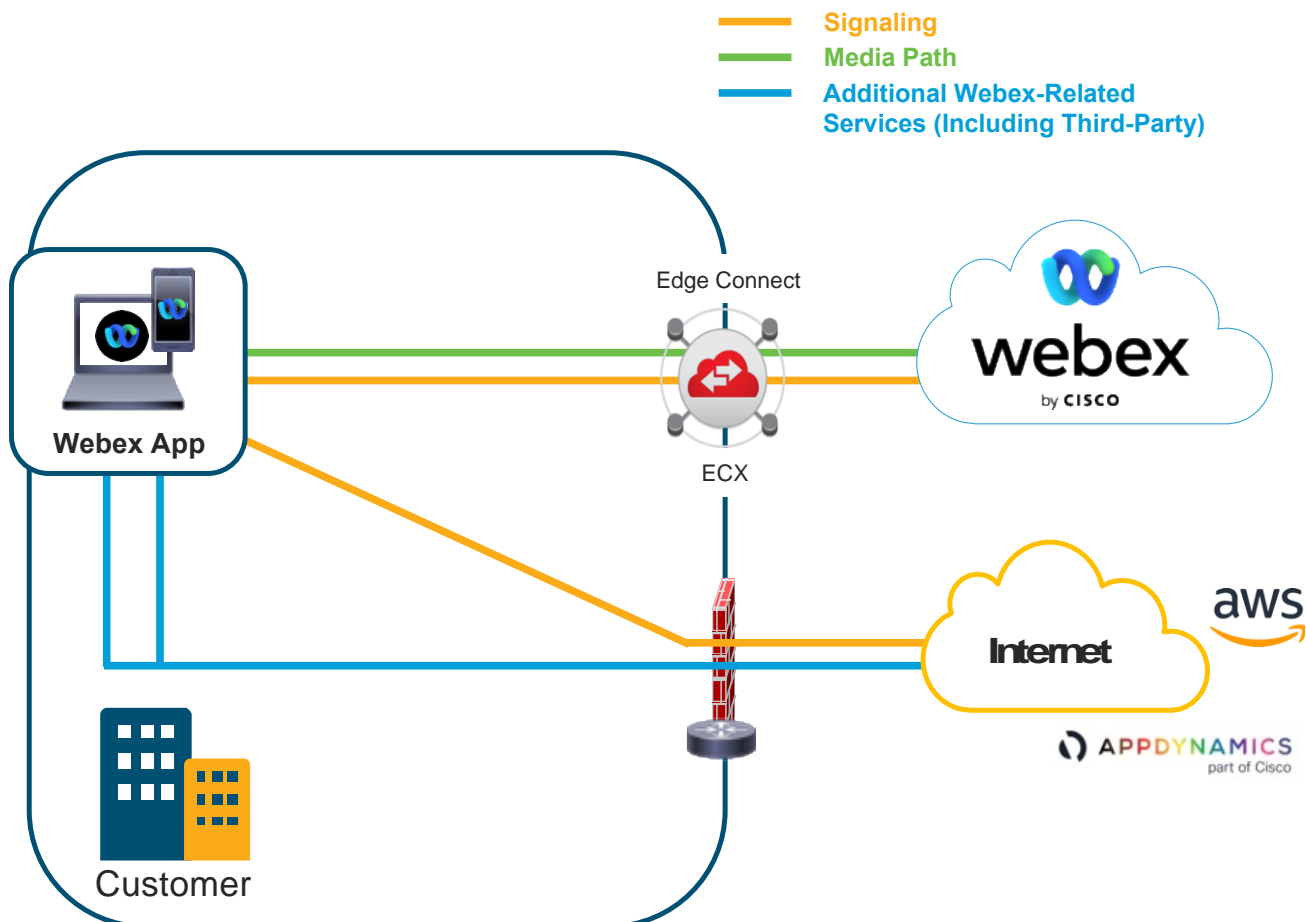 Signaling
Media Path
Additional Webex-Related
Services (Including Third-Party)
Edge Connect
webex
by CISCO
Webex App
ECX
aws
Internet
APPDYNAMICS
part of Cisco
Customer